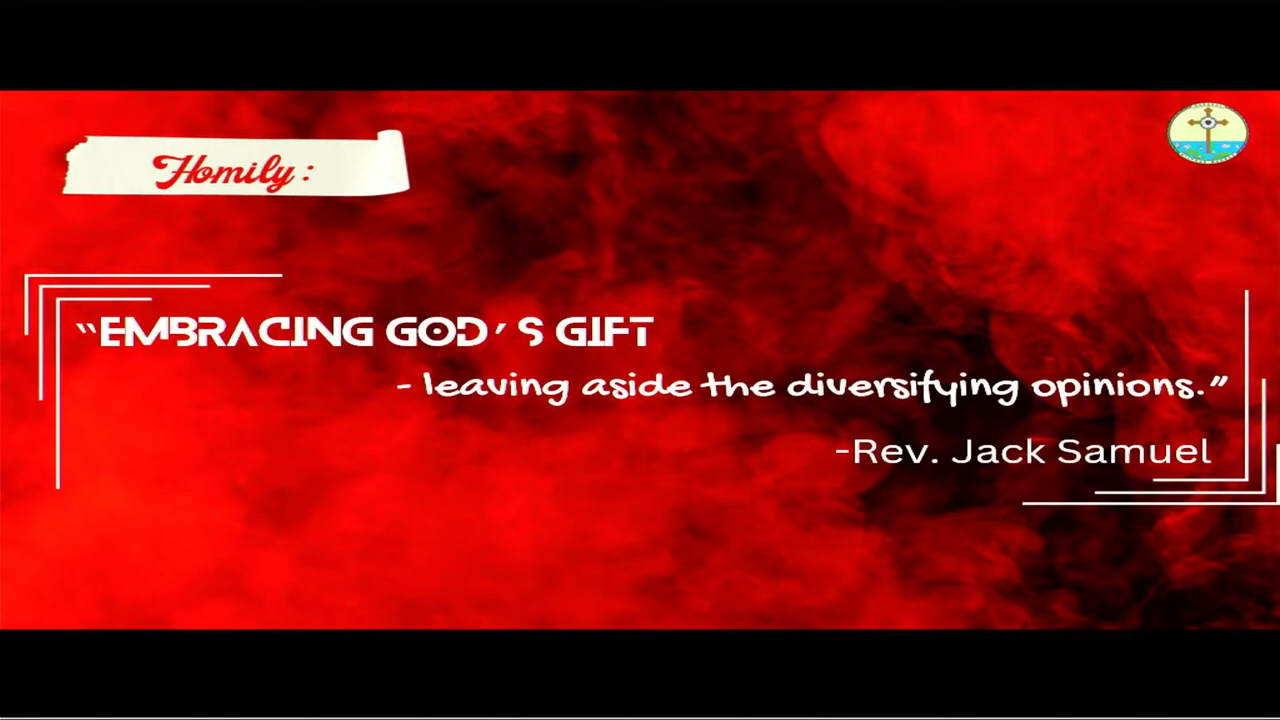 Homily :
“EMBRACING GOD’S GIFT
- leaving aside the diversifying opinions.”
-Rev. Jack Samuel